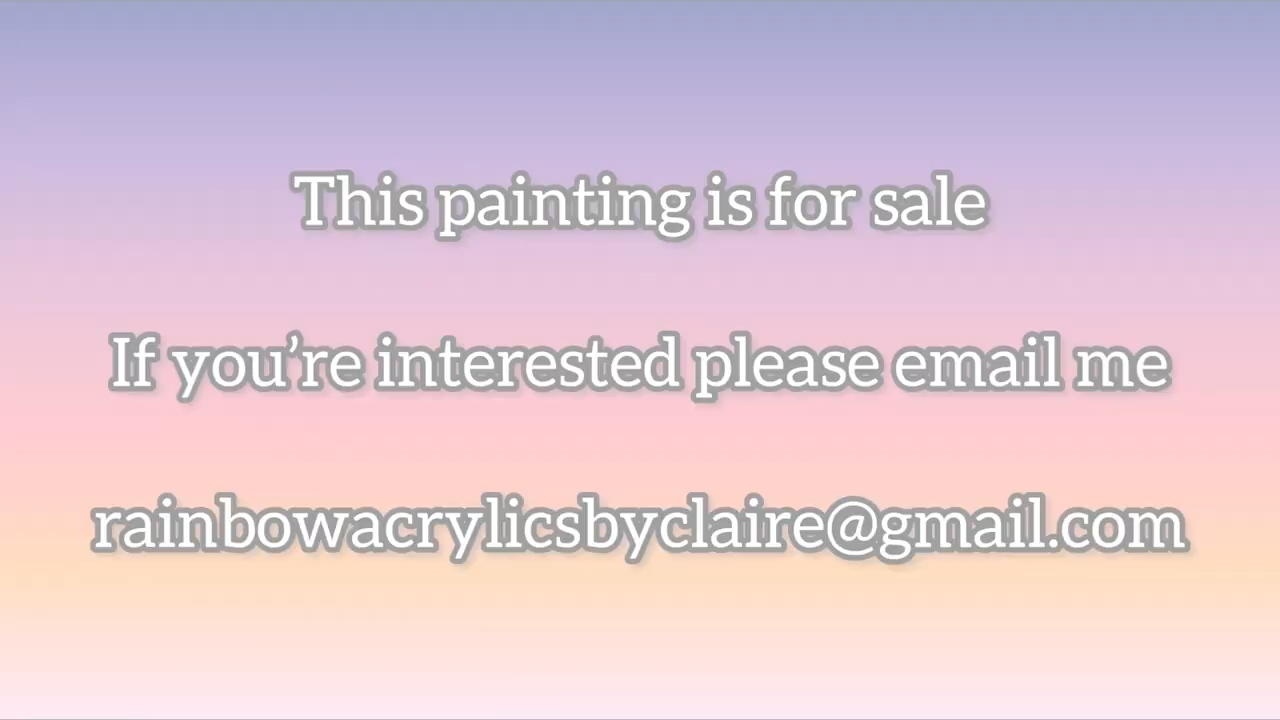 This painting is for sale
If you’re interested please email me
rainbowacrylicsbyclaire@gmail.com